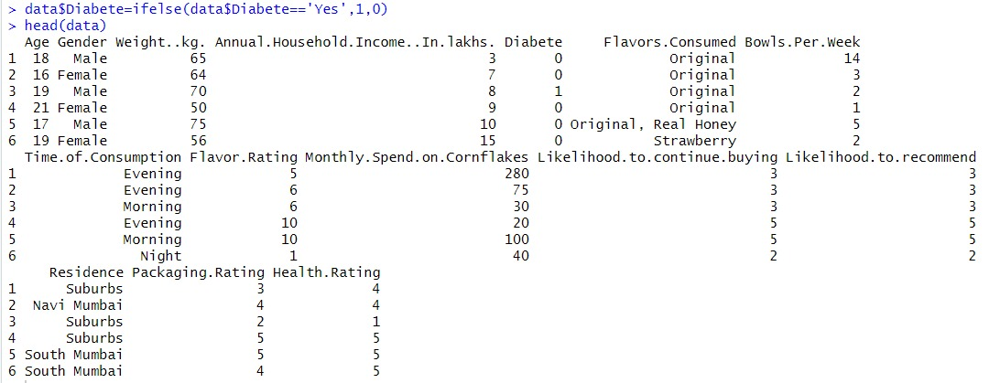 > data$Diabete=ifelse(data$Diabete=='Yes',1,0)
> head(data)
  Age Gender Weight..kg. Annual.Household.Income..In.lakhs. Diabete      Flavors.Consumed Bowls.Per.Week
1  18   Male          65                                  3       0              Original             14
2  16 Female          64                                  7       0              Original              3
3  19   Male          70                                  8       1              Original              2
4  21 Female          50                                  9       0              Original              1
5  17   Male          75                                 10       0 Original, Real Honey              5
6  19 Female          56                                 15       0            Strawberry              2
  Time.of.Consumption Flavor.Rating Monthly.Spend.on.Cornflakes Likelihood.to.continue.buying Likelihood.to.recommend
1             Evening             5                         280                             3                       3
2             Evening             6                          75                             3                       3
3             Morning             6                          30                             3                       3
4             Evening            10                          20                             5                       5
5             Morning            10                         100                             5                       5
6               Night             1                          40                             2                       2
     Residence Packaging.Rating Health.Rating
1      Suburbs                3             4
2  Navi Mumbai                4             4
3      Suburbs                2             1
4      Suburbs                5             5
5 South Mumbai                5             5
6 South Mumbai                4             5